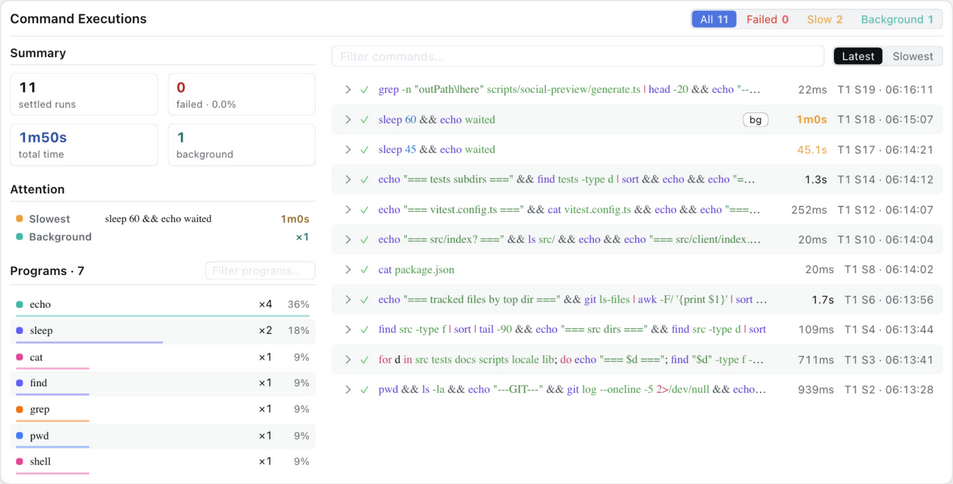 Command Executions
All 11 Failed 0 Slow 2 Background 1
Summary
11
settled runs
0
failed · 0.0%
1m50s
total time
1
background
Attention
Slowest sleep 60 && echo waited 1m0s
Background ×1
Programs · 7 Filter programs...
echo ×4 36%
sleep ×2 18%
cat ×1 9%
find ×1 9%
grep ×1 9%
pwd ×1 9%
shell ×1 9%
Filter commands... Latest Slowest
grep -n "outPath\|here" scripts/social-preview/generate.ts | head -20 && echo "--… 22ms T1 S19 · 06:16:11
sleep 60 && echo waited bg 1m0s T1 S18 · 06:15:07
sleep 45 && echo waited 45.1s T1 S17 · 06:14:21
echo "=== tests subdirs ===" && find tests -type d | sort && echo && echo "=… 1.3s T1 S14 · 06:14:12
echo "=== vitest.config.ts ===" && cat vitest.config.ts && echo && echo "===… 252ms T1 S12 · 06:14:07
echo "=== src/index? ===" && ls src/ && echo && echo "=== src/client/index… 20ms T1 S10 · 06:14:04
cat package.json 20ms T1 S8 · 06:14:02
echo "=== tracked files by top dir ===" && git ls-files | awk -F/ '{print $1}' | sort … 1.7s T1 S6 · 06:13:56
find src -type f | sort | tail -90 && echo "=== src dirs ===" && find src -type d | sort 109ms T1 S4 · 06:13:44
for d in src tests docs scripts locale lib; do echo "=== $d ==="; find "$d" -type f -… 711ms T1 S3 · 06:13:41
pwd && ls -la && echo "---GIT---" && git log --oneline -5 2>/dev/null && echo… 939ms T1 S2 · 06:13:28